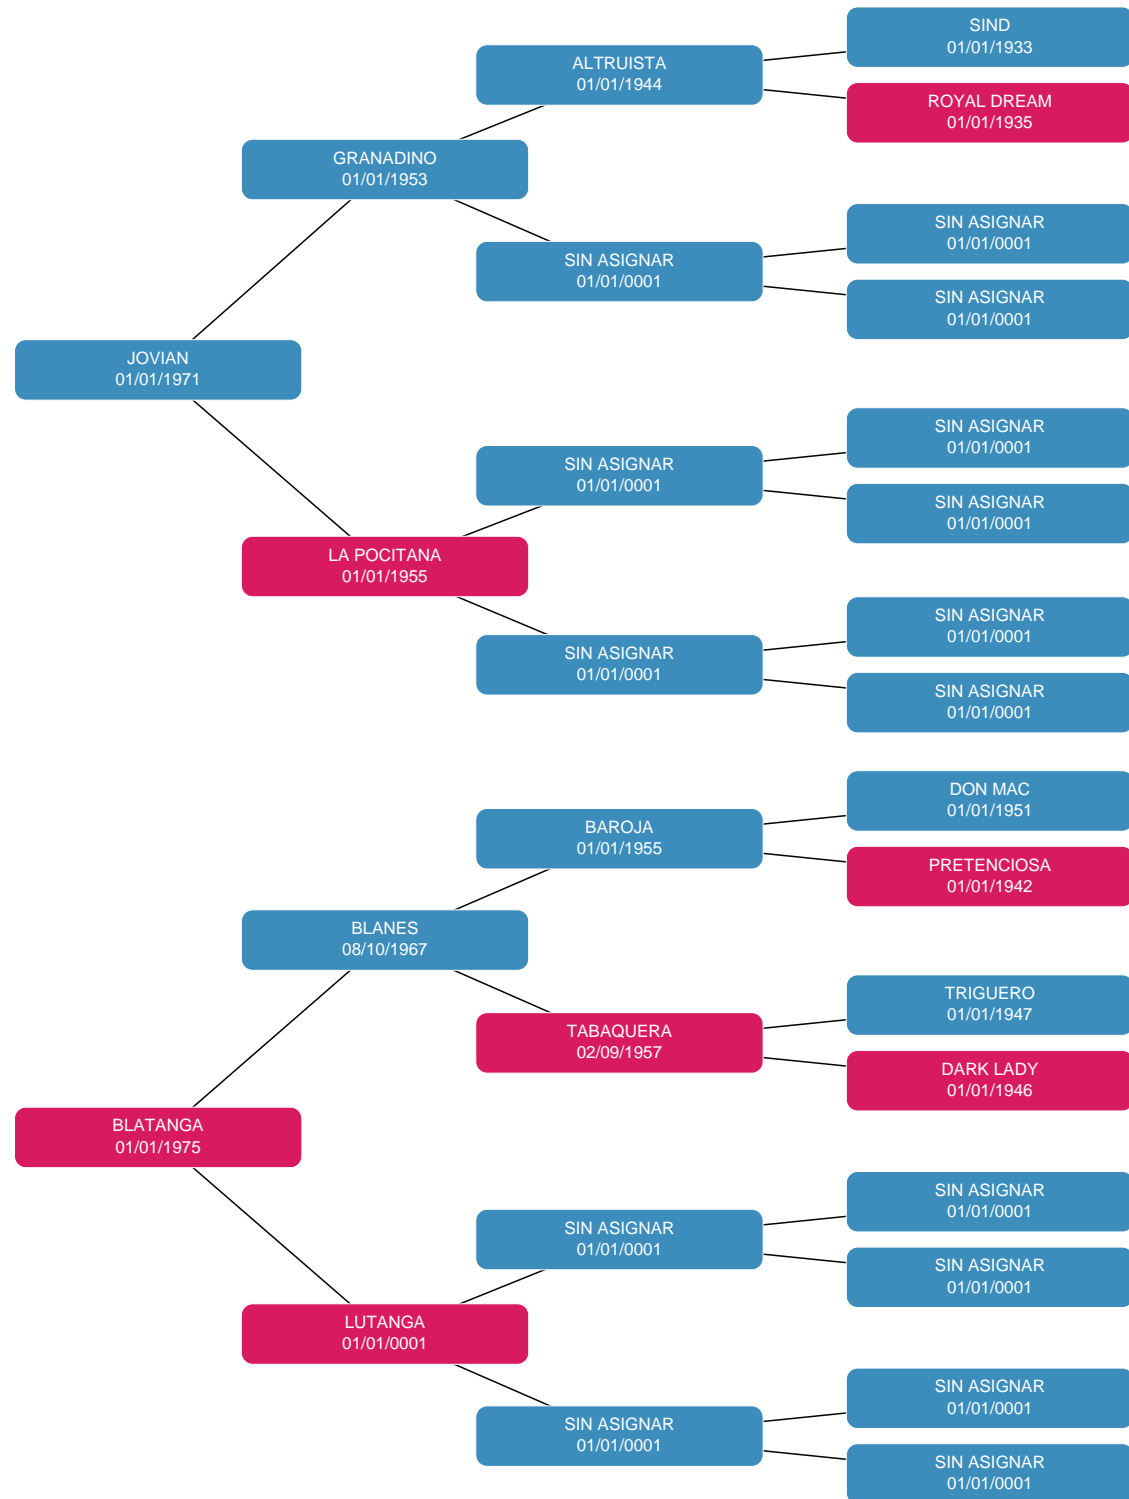 SIND
01/01/1933
ALTRUISTA
01/01/1944
ROYAL DREAM
01/01/1935
GRANADINO
01/01/1953
SIN ASIGNAR
01/01/0001
SIN ASIGNAR
01/01/0001
SIN ASIGNAR
01/01/0001
JOVIAN
01/01/1971
SIN ASIGNAR
01/01/0001
SIN ASIGNAR
01/01/0001
SIN ASIGNAR
01/01/0001
LA POCITANA
01/01/1955
SIN ASIGNAR
01/01/0001
SIN ASIGNAR
01/01/0001
SIN ASIGNAR
01/01/0001
DON MAC
01/01/1951
BAROJA
01/01/1955
PRETENCIOSA
01/01/1942
BLANES
08/10/1967
TRIGUERO
01/01/1947
TABAQUERA
02/09/1957
DARK LADY
01/01/1946
BLATANGA
01/01/1975
SIN ASIGNAR
01/01/0001
SIN ASIGNAR
01/01/0001
SIN ASIGNAR
01/01/0001
LUTANGA
01/01/0001
SIN ASIGNAR
01/01/0001
SIN ASIGNAR
01/01/0001
SIN ASIGNAR
01/01/0001